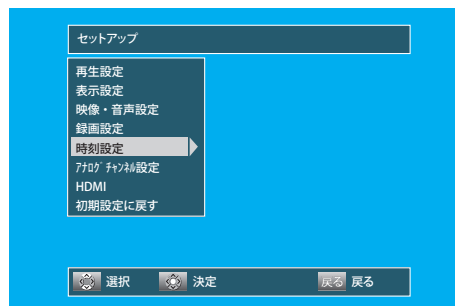 セットアップ
再生設定
表示設定
映像・音声設定
録画設定
時刻設定
ｱﾅﾛｸﾞ ﾁｬﾝﾈﾙ設定
HDMI
初期設定に戻す
選択 決定 戻る 戻る